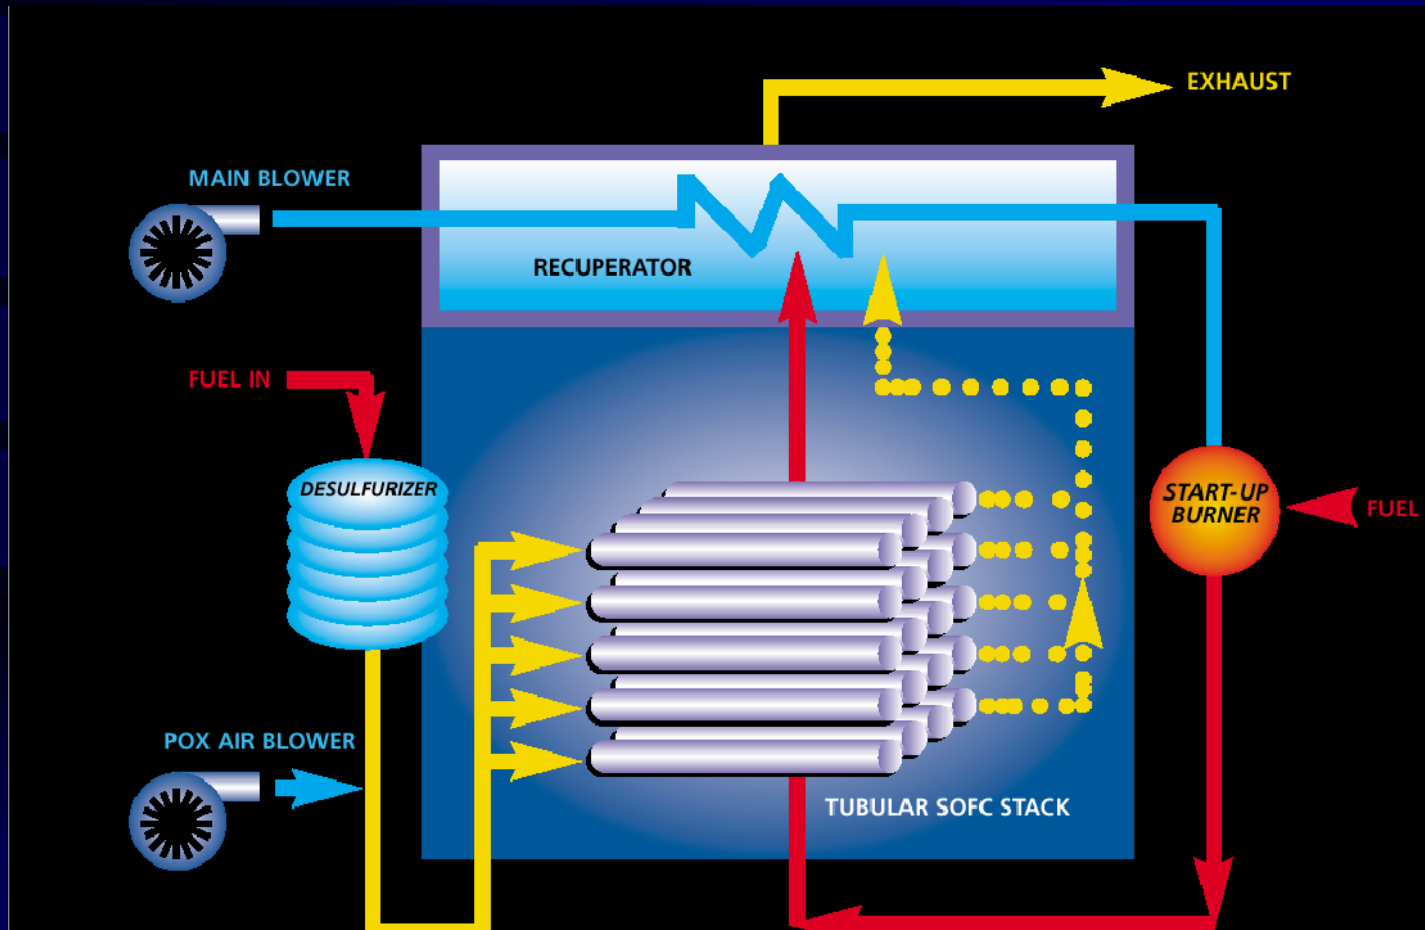 EXHAUST
MAIN BLOWER
RECUPERATOR
FUEL IN
DESULFURIZER
START-UP
BURNER
FUEL
POX AIR BLOWER
TUBULAR SOFC STACK